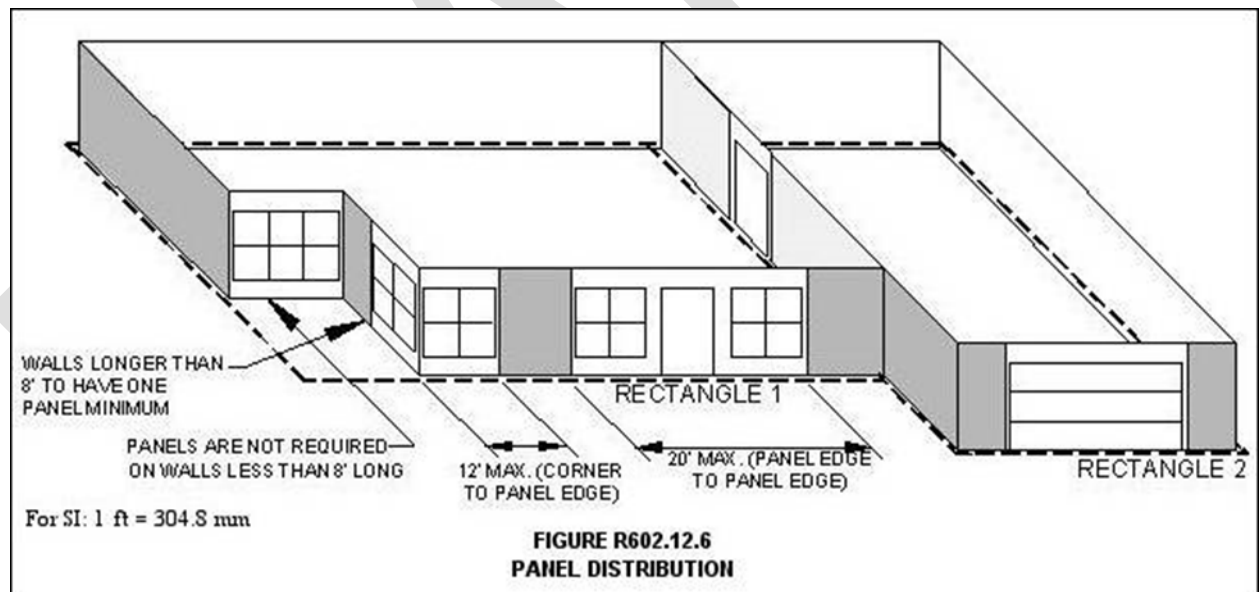 WALLS LONGER THAN
8' TO HAVE ONE
PANEL MINIMUM
PANELS ARE NOT REQUIRED
ON WALLS LESS THAN 8' LONG
12' MAX. (CORNER
TO PANEL EDGE)
RECTANGLE 1
20' MAX. (PANEL EDGE
TO PANEL EDGE)
RECTANGLE 2
For SI: 1 ft = 304.8 mm
FIGURE R602.12.6
PANEL DISTRIBUTION